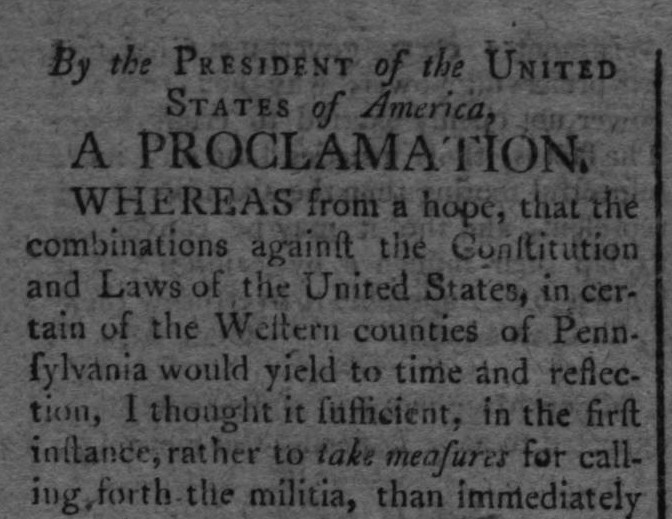 By the PRESIDENT of the UNITED
STATES of America,
A PROCLAMATION.
WHEREAS from a hope, that the
combinations againſt the Conſtitution
and Laws of the United States, in cer-
tain of the Weſtern counties of Penn-
ſylvania would yield to time and reflec-
tion, I thought it ſufficient, in the firſt
inſtance, rather to take meaſures for call-
ing forth the militia, than immediately